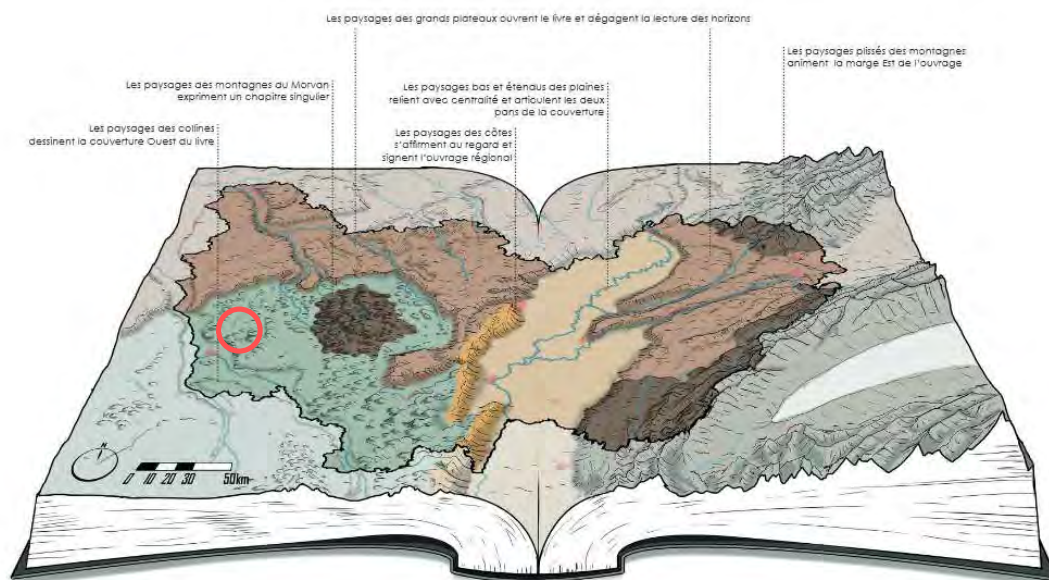 Les paysages des grands plateaux ouvrent le livre et dégagent la lecture des horizons
Les paysages plissés des montagnes
animent la marge Est de l'ouvrage
Les paysages des montagnes du Morvan
expriment un chapitre singulier
Les paysages bas et étendus des plaines
relient avec centralité et articulent les deux
pans de la couverture
Les paysages des collines
dessinent la couverture Ouest du livre
Les paysages des côtes
s'affirment au regard et
signent l'ouvrage régional
N
0 10 20 30 50km